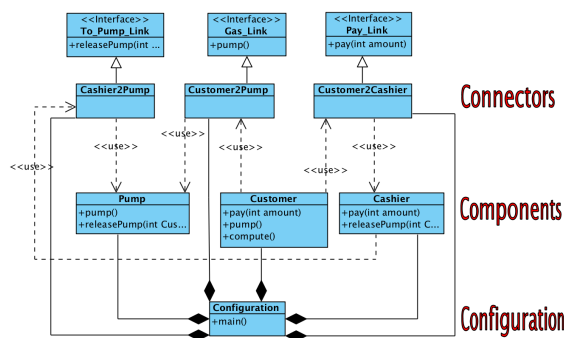 <<Interface>>
To_Pump_Link
+releasePump(int ...
<<Interface>>
Gas_Link
+pump()
<<Interface>>
Pay_Link
+pay(int amount)
Cashier2Pump
Customer2Pump
Customer2Cashier
Connectors
<<use>>
<<use>>
<<use>>
<<use>>
<<use>>
<<use>>
Pump
+pump()
+releasePump(int Cus...
Customer
+pay(int amount)
+pump()
+compute()
Cashier
+pay(int amount)
+releasePump(int C...
Components
Configuration
+main()
Configuration